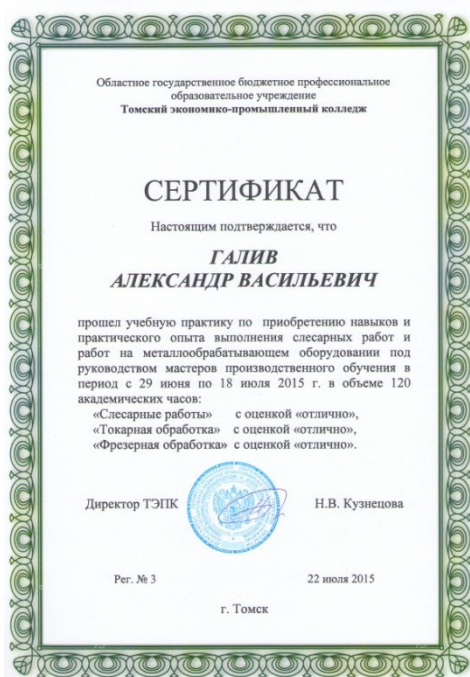 Областное государственное бюджетное профессиональное
образовательное учреждение
Томский экономико-промышленный колледж
СЕРТИФИКАТ
Настоящим подтверждается, что
ГАЛИВ
АЛЕКСАНДР ВАСИЛЬЕВИЧ
прошел учебную практику по приобретению навыков и
практического опыта выполнения слесарных работ и
работ на металлообрабатывающем оборудовании под
руководством мастеров производственного обучения в
период с 29 июня по 18 июля 2015 г. в объеме 120
академических часов:
«Слесарные работы» с оценкой «отлично»,
«Токарная обработка» с оценкой «отлично»,
«Фрезерная обработка» с оценкой «отлично».
Директор ТЭПК Н.В. Кузнецова
Рег. № 3 22 июля 2015
г. Томск